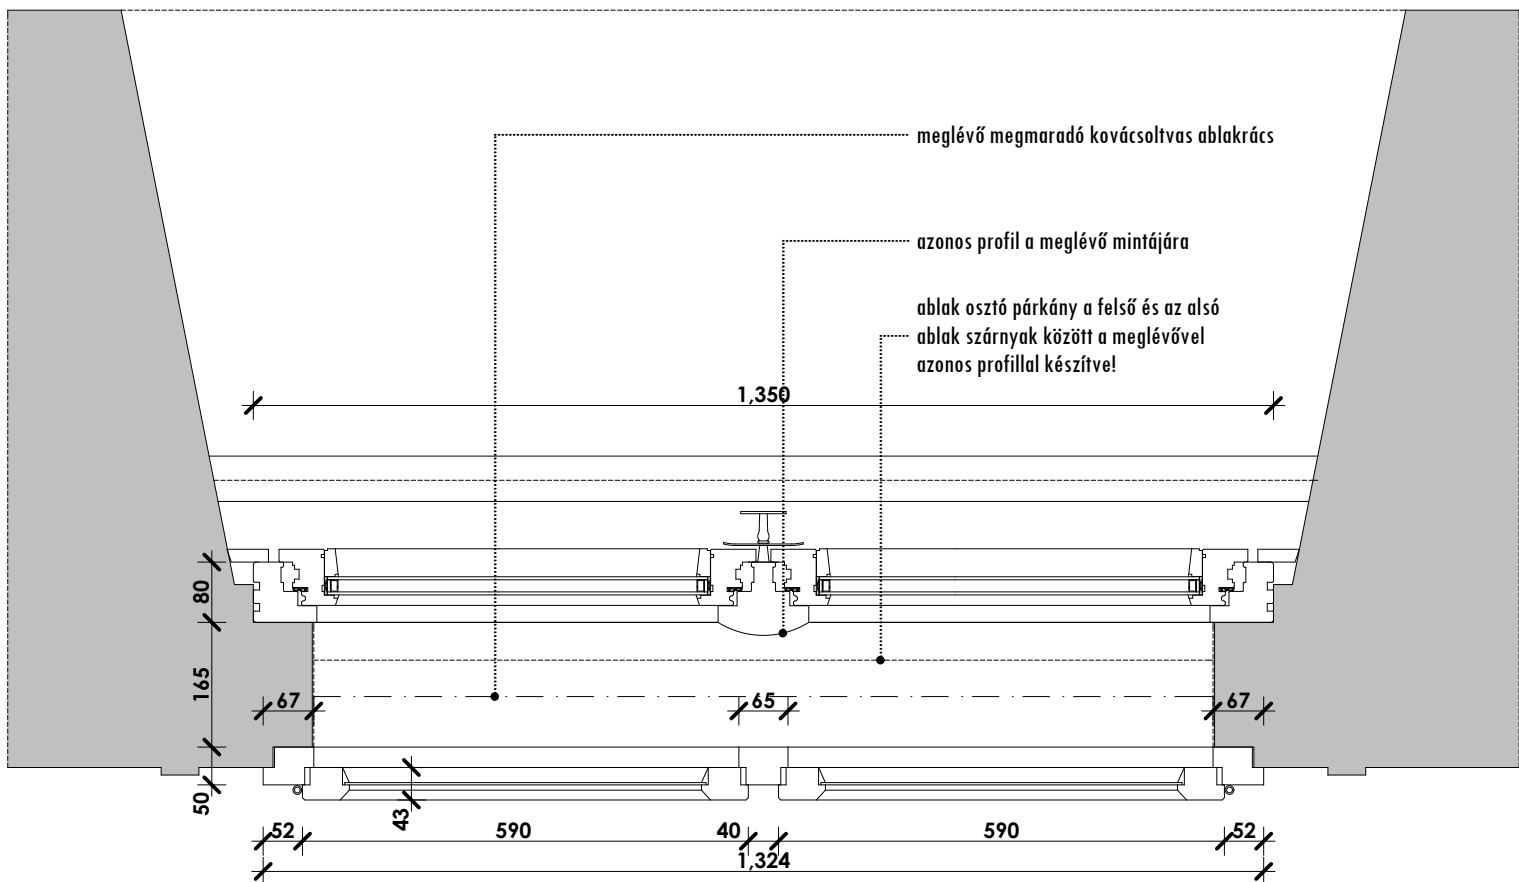 meglévő megmaradó kovácsoltvas ablakrács
azonos profil a meglévő mintájára
ablak osztó párkány a felső és az alsó
ablak szárnyak között a meglévővel
azonos profillal készítve!
1,350
80
165
67
65
67
50
43
52
590
40
590
52
1,324